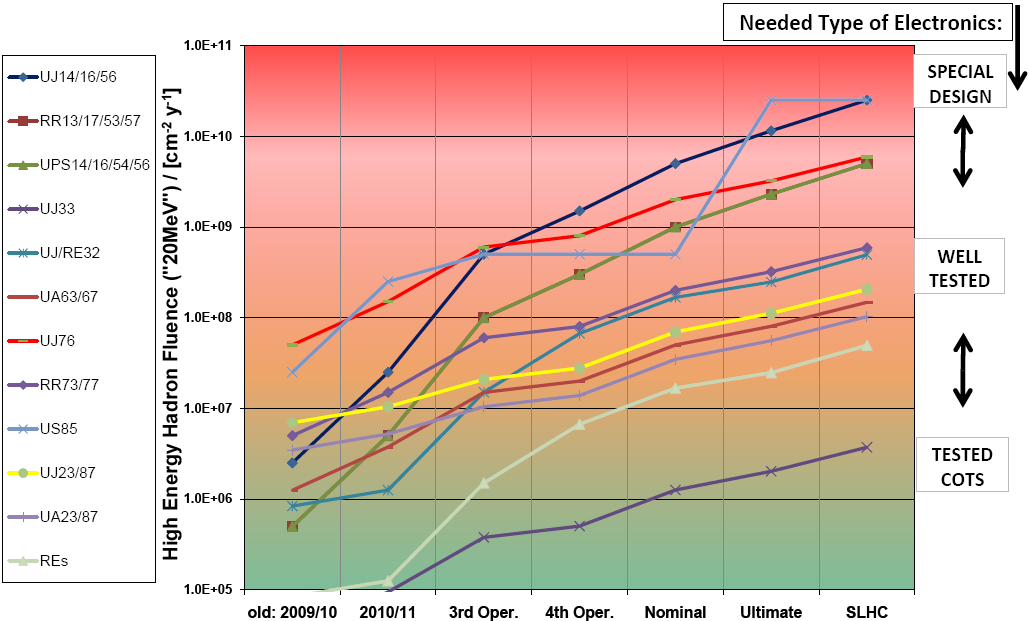 Needed Type of Electronics:
UJ14/16/56
RR13/17/53/57
UPS14/16/54/56
UJ33
UJ/RE32
UA63/67
UJ76
RR73/77
US85
UJ23/87
UA23/87
REs
High Energy Hadron Fluence ("20MeV") / [cm-2 y-1]
1.0E+11
1.0E+10
1.0E+09
1.0E+08
1.0E+07
1.0E+06
1.0E+05
old: 2009/10
2010/11
3rd Oper.
4th Oper.
Nominal
Ultimate
SLHC
SPECIAL
DESIGN
WELL
TESTED
TESTED
COTS